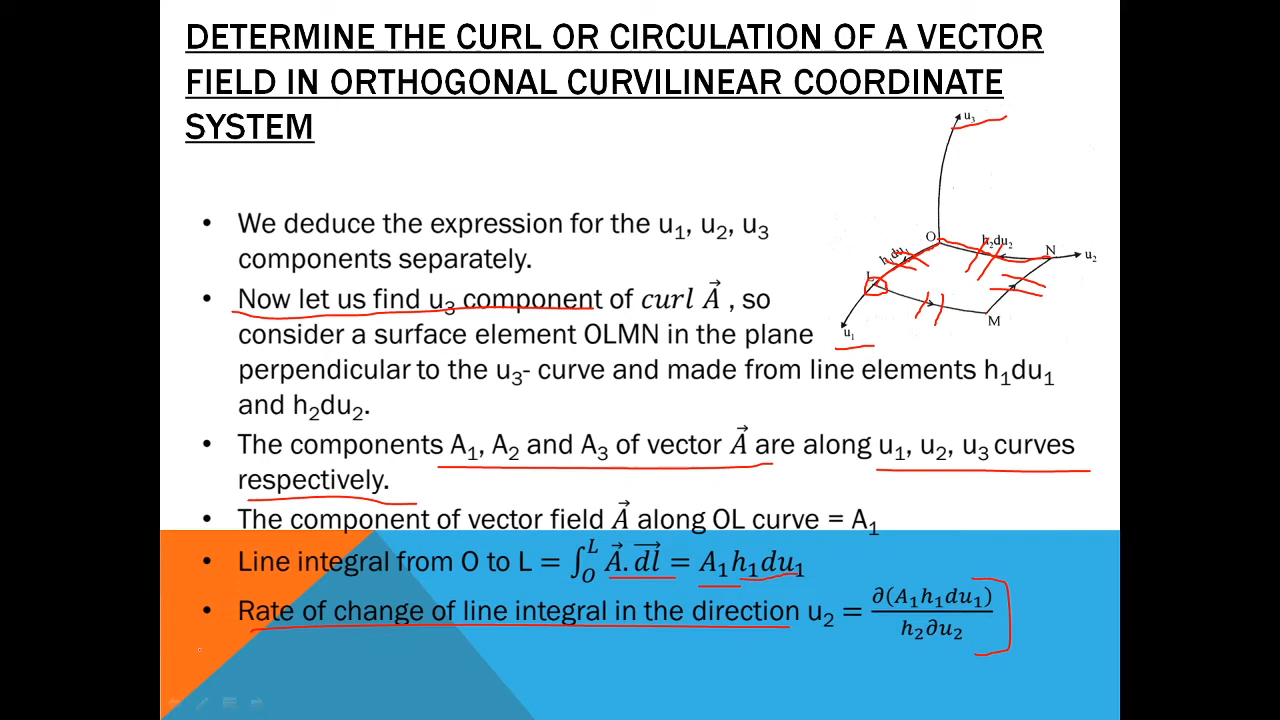 DETERMINE THE CURL OR CIRCULATION OF A VECTOR
FIELD IN ORTHOGONAL CURVILINEAR COORDINATE
SYSTEM
u₃
O
h₁du₁
h₂du₂
N
u₂
L
M
u₁
• We deduce the expression for the u₁, u₂, u₃
components separately.
• Now let us find u₃ component of curl A⃗ , so
consider a surface element OLMN in the plane
perpendicular to the u₃- curve and made from line elements h₁du₁
and h₂du₂.
• The components A₁, A₂ and A₃ of vector A⃗ are along u₁, u₂, u₃ curves
respectively.
• The component of vector field A⃗ along OL curve = A₁
• Line integral from O to L = ∫_O^L A⃗. d⃗l = A₁h₁du₁
• Rate of change of line integral in the direction u₂ = ∂(A₁h₁du₁) / h₂∂u₂